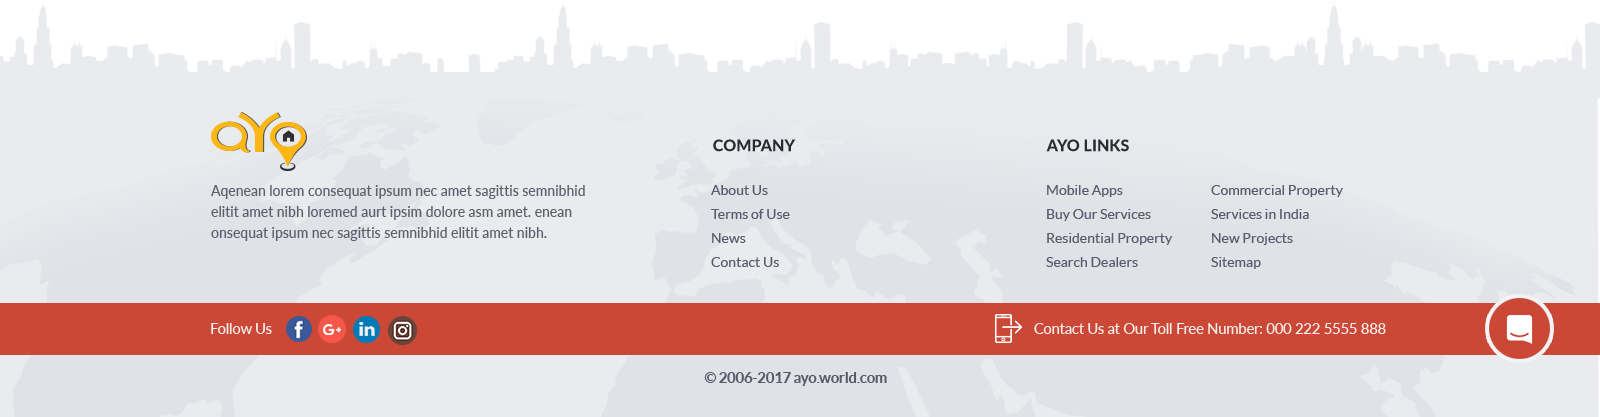 ayo
Aqenean lorem consequat ipsum nec amet sagittis semnibhid
elitit amet nibh loremed aurt ipsim dolore asm amet. enean
onsequat ipsum nec sagittis semnibhid elitit amet nibh.
COMPANY
About Us
Terms of Use
News
Contact Us
AYO LINKS
Mobile Apps
Buy Our Services
Residential Property
Search Dealers
Commercial Property
Services in India
New Projects
Sitemap
Follow Us
f
G+
in
Contact Us at Our Toll Free Number: 000 222 5555 888
© 2006-2017 ayo.world.com